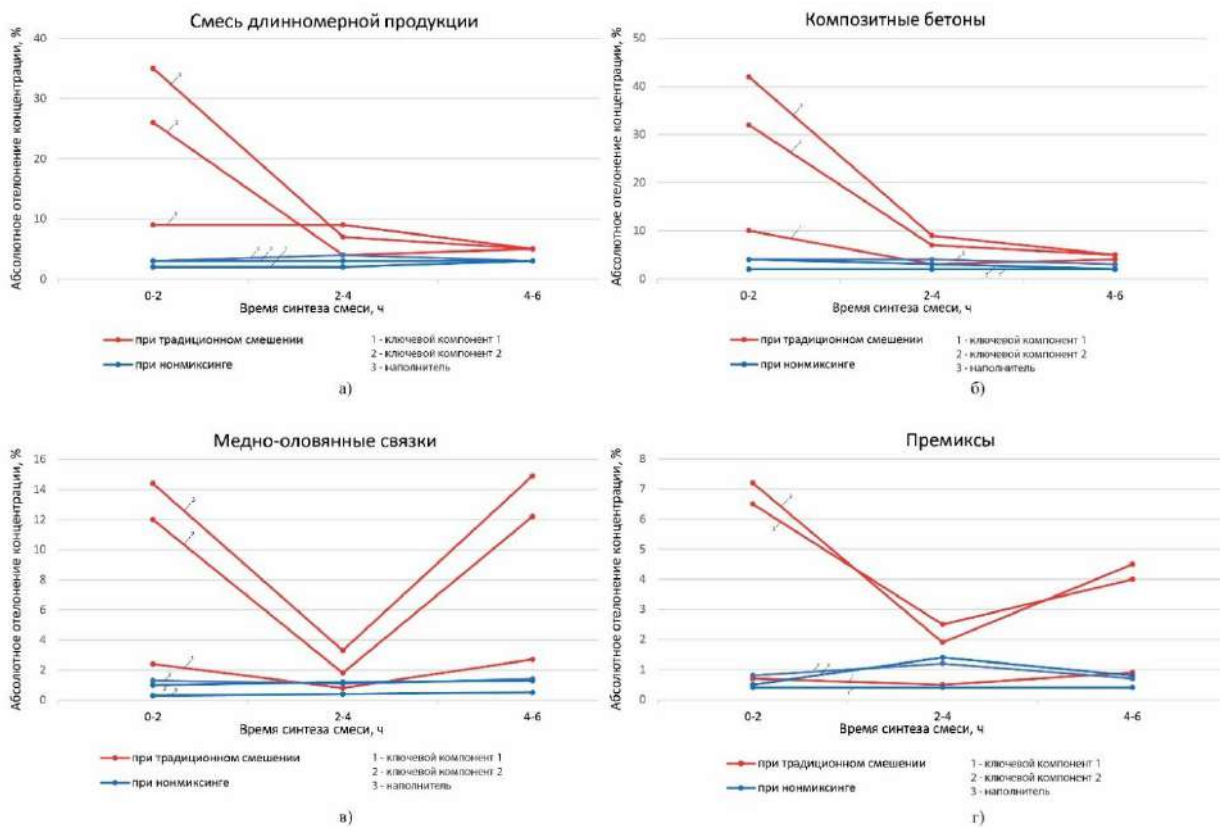 Смесь длинномерной продукции
Абсолютное отелонение концентрации, %
40
30
20
10
0
0-2
2-4
4-6
Время синтеза смеси, ч
при традиционном смешении
при нонмиксинге
1 - ключевой компонент 1
2 - ключевой компонент 2
3 - наполнитель
а)
Композитные бетоны
Абсолютное отелонение концентрации, %
50
40
30
20
10
0
0-2
2-4
4-6
Время синтеза смеси, ч
при традиционном смешении
при нонмиксинге
1 - ключевой компонент 1
2 - ключевой компонент 2
3 - наполнитель
б)
Медно-оловянные связки
Абсолютное отелонение концентрации, %
16
14
12
10
8
6
4
2
0
0-2
2-4
4-6
Время синтеза смеси, ч
при традиционном смешении
при нонмиксинге
1 - ключевой компонент 1
2 - ключевой компонент 2
3 - наполнитель
в)
Премиксы
Абсолютное отелонение концентрации, %
8
7
6
5
4
3
2
1
0
0-2
2-4
4-6
Время синтеза смеси, ч
при традиционном смешении
при нонмиксинге
1 - ключевой компонент 1
2 - ключевой компонент 2
3 - наполнитель
г)